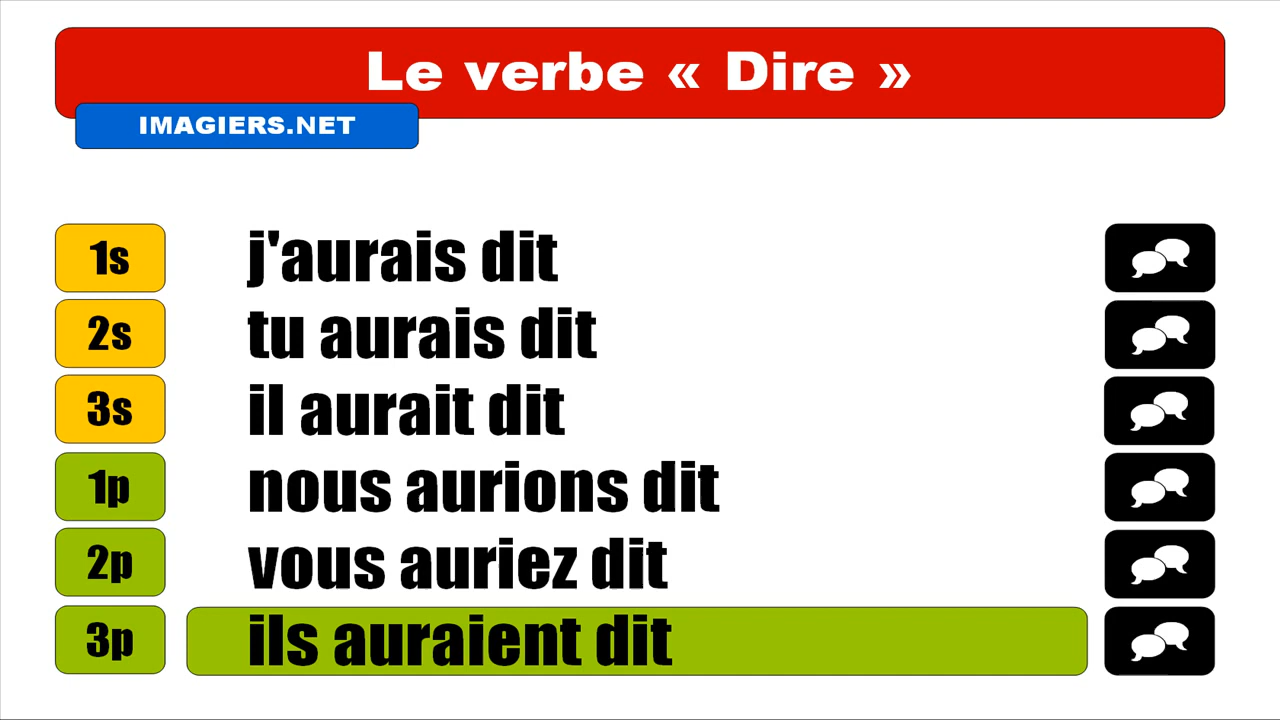 Le verbe « Dire »
IMAGIERS.NET
1s j'aurais dit
2s tu aurais dit
3s il aurait dit
1p nous aurions dit
2p vous auriez dit
3p ils auraient dit